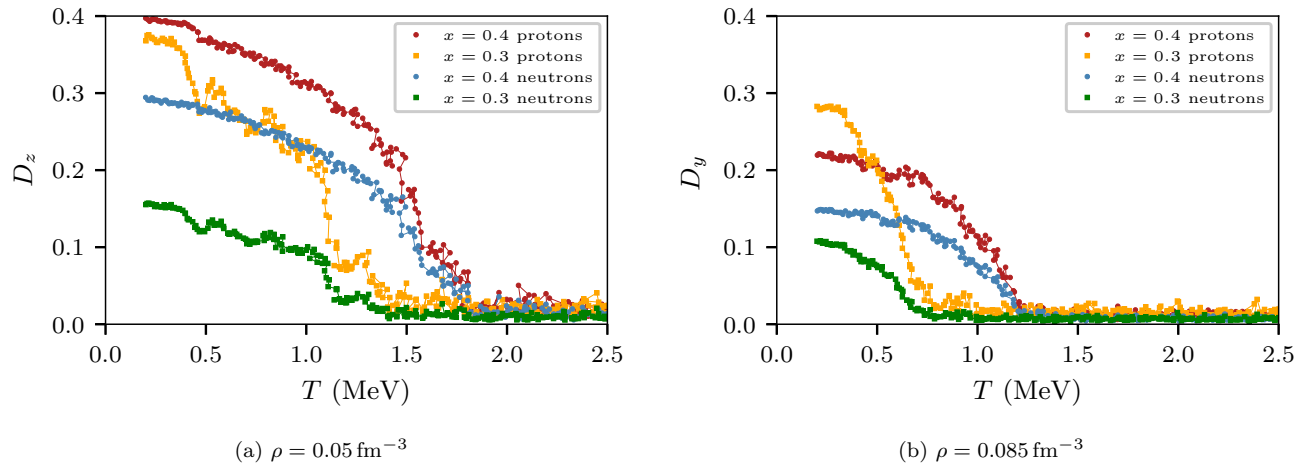 0.4
0.3
0.2
0.1
0.0
D_z
x = 0.4 protons
x = 0.3 protons
x = 0.4 neutrons
x = 0.3 neutrons
0.0 0.5 1.0 1.5 2.0 2.5
T (MeV)
(a) ρ = 0.05 fm⁻³
0.4
0.3
0.2
0.1
0.0
D_y
x = 0.4 protons
x = 0.3 protons
x = 0.4 neutrons
x = 0.3 neutrons
0.0 0.5 1.0 1.5 2.0 2.5
T (MeV)
(b) ρ = 0.085 fm⁻³